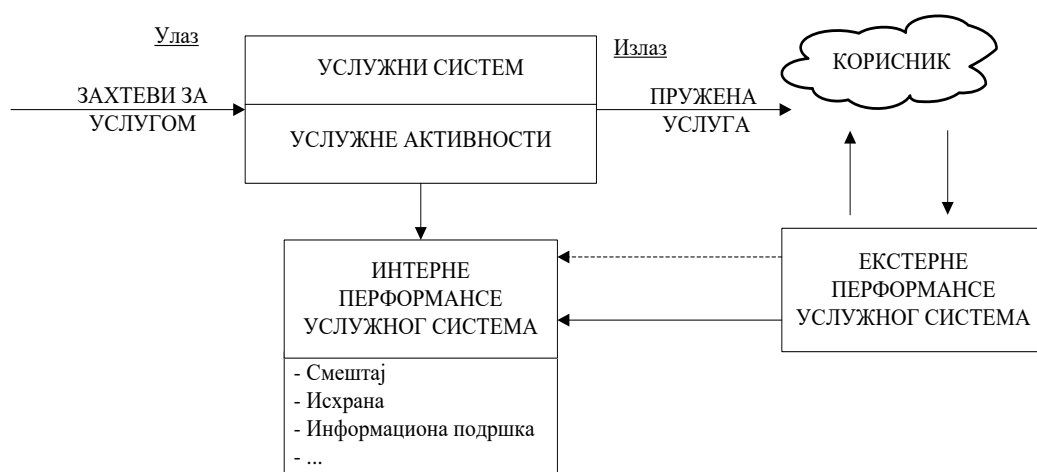 Улаз
УСЛУЖНИ СИСТЕМ
Излаз
КОРИСНИК
ЗАХТЕВИ ЗА
УСЛУГОМ
УСЛУЖНЕ АКТИВНОСТИ
ПРУЖЕНА
УСЛУГА
ИНТЕРНЕ
ПЕРФОРМАНСЕ
УСЛУЖНОГ СИСТЕМА
ЕКСТЕРНЕ
ПЕРФОРМАНСЕ
УСЛУЖНОГ СИСТЕМА
- Смештај
- Исхрана
- Информациона подршка
- ...